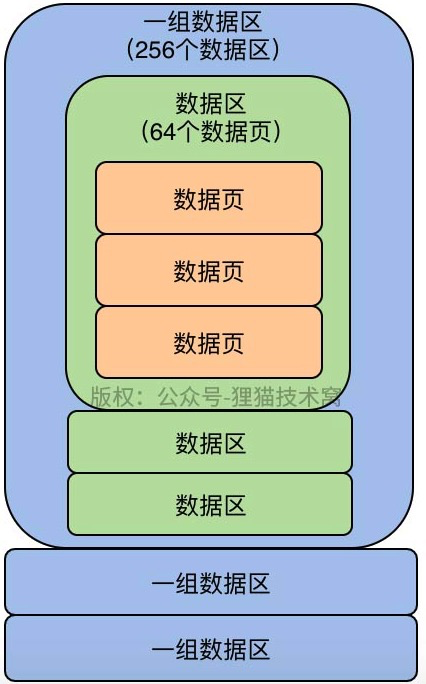 一组数据区
（256个数据区）
数据区
（64个数据页）
数据页
数据页
数据页
版权：公众号-狸猫技术窝
数据区
数据区
一组数据区
一组数据区